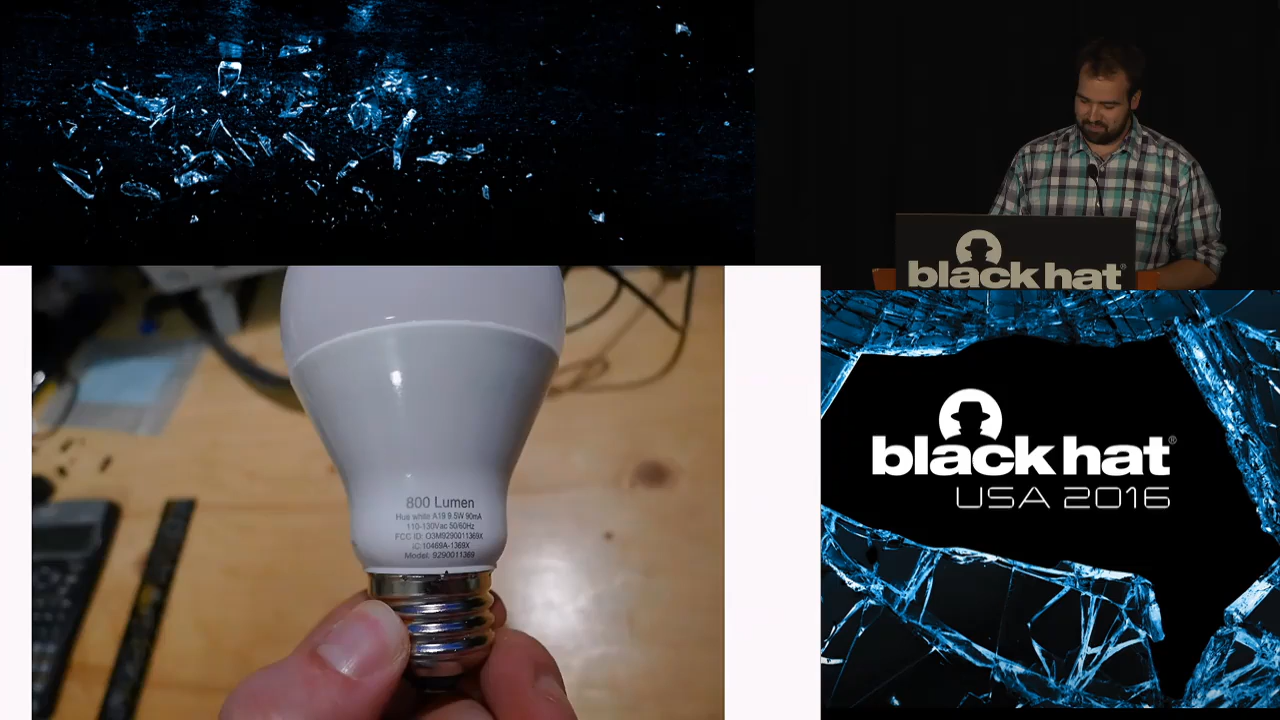 black hat®
800 Lumen
Hue white A19 9.5W 90mA
110-130Vac 50/60Hz
FCC ID: O3M9290011369X
IC: 10469A-1369X
Model: 9290011369
black hat®
USA 2016